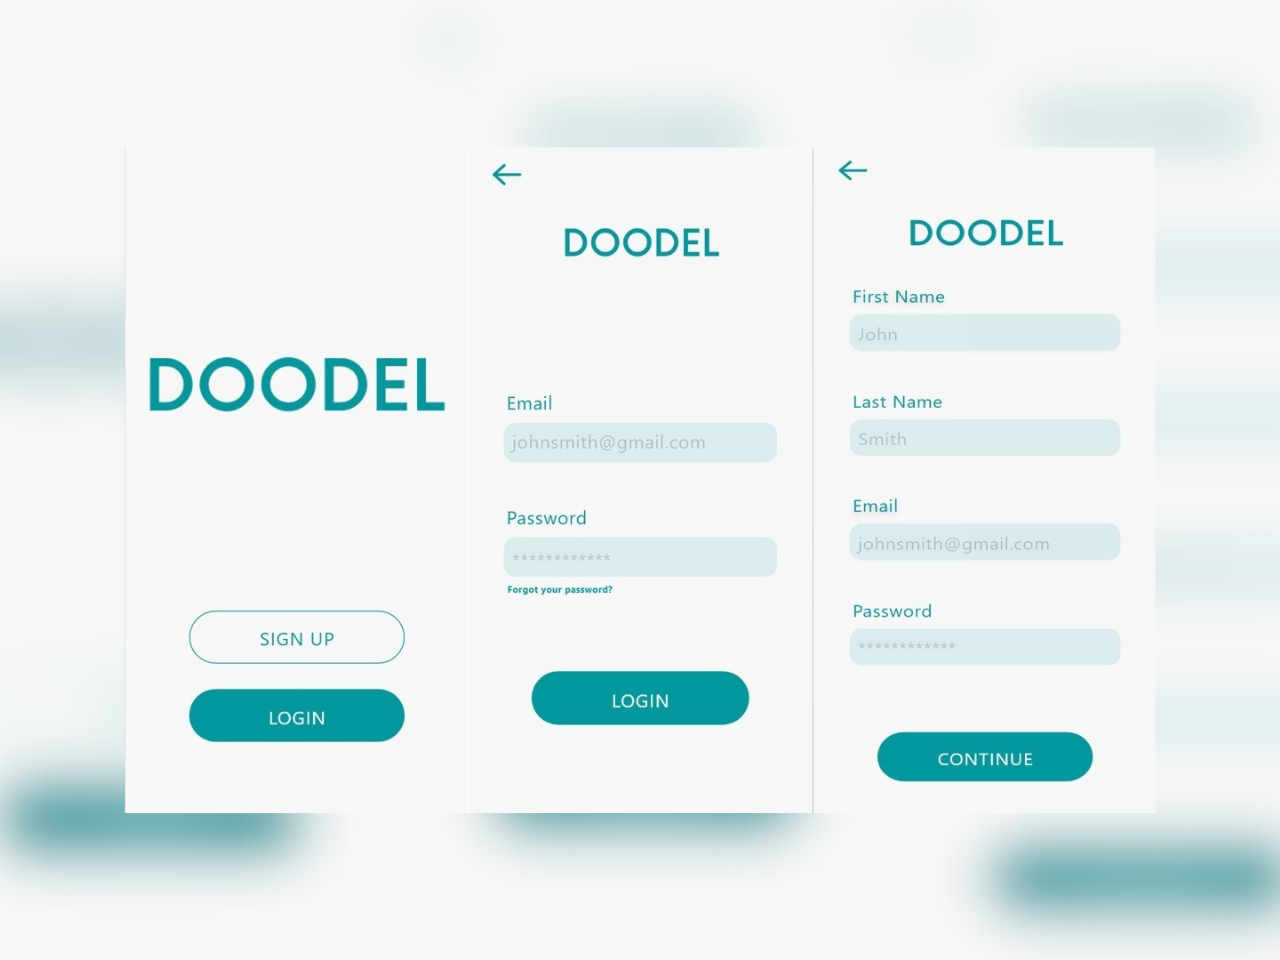 DOODEL
SIGN UP
LOGIN
DOODEL
Email
johnsmith@gmail.com
Password
************
Forgot your password?
LOGIN
DOODEL
First Name
John
Last Name
Smith
Email
johnsmith@gmail.com
Password
************
CONTINUE